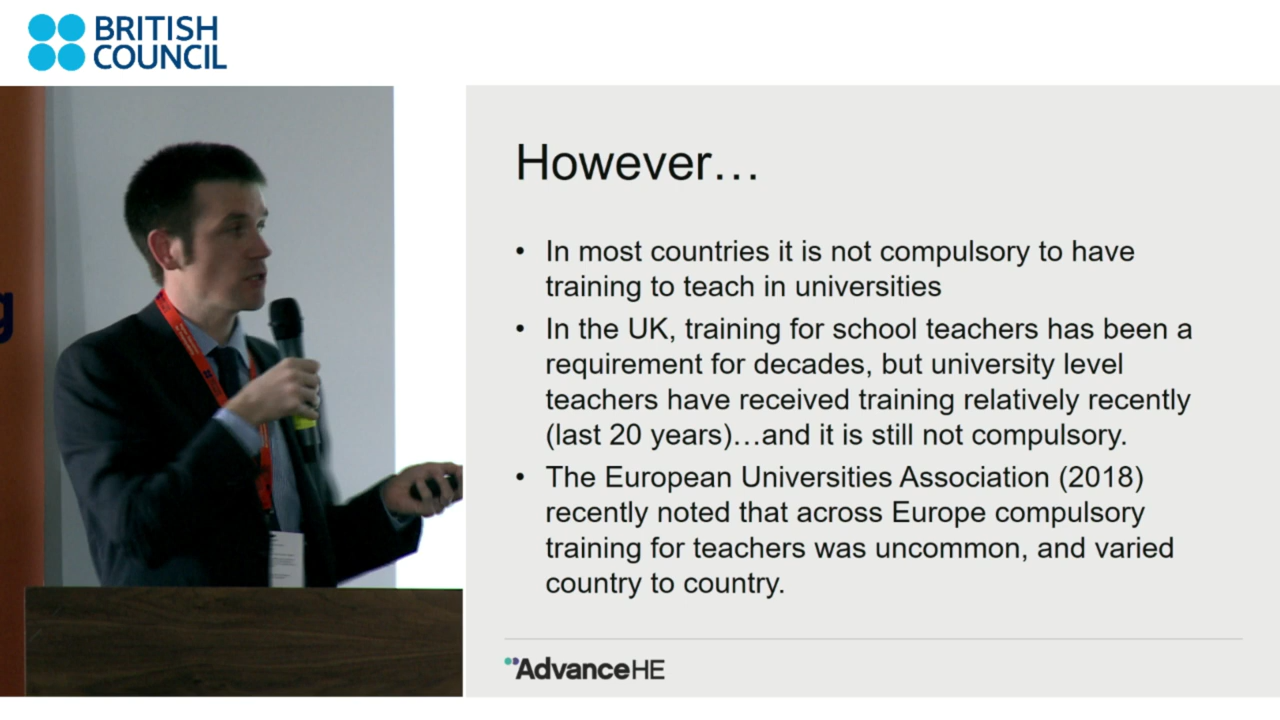 BRITISH
COUNCIL
However…
• In most countries it is not compulsory to have
training to teach in universities
• In the UK, training for school teachers has been a
requirement for decades, but university level
teachers have received training relatively recently
(last 20 years)…and it is still not compulsory.
• The European Universities Association (2018)
recently noted that across Europe compulsory
training for teachers was uncommon, and varied
country to country.
AdvanceHE
g